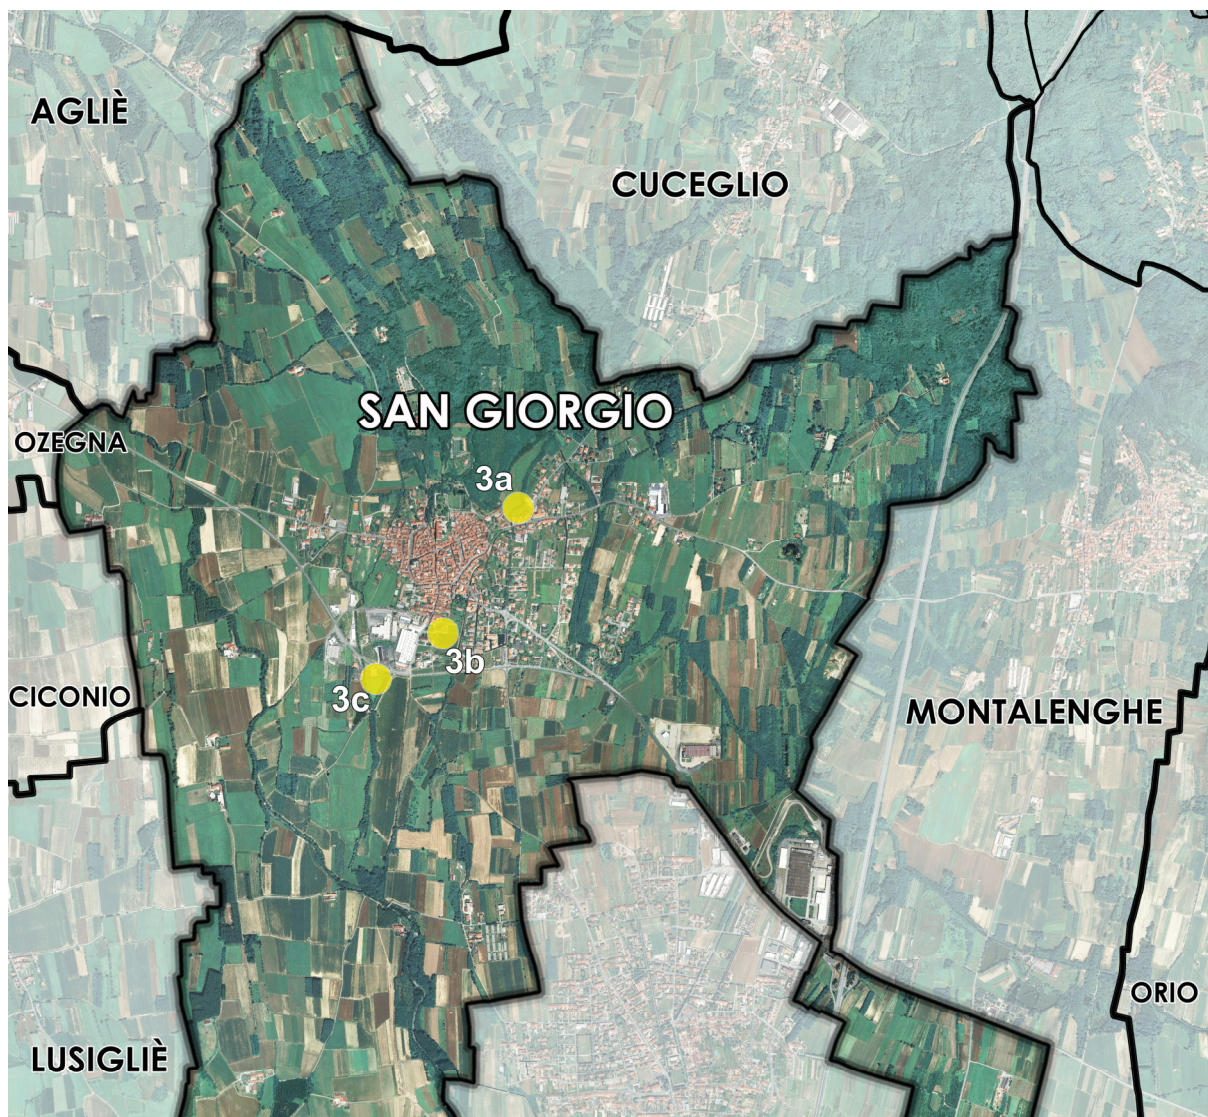 AGLIÈ
CUCEGLIO
SAN GIORGIO
OZEGNA
3a
3b
3c
CICONIO
MONTALENGHE
ORIO
LUSIGLIÈ